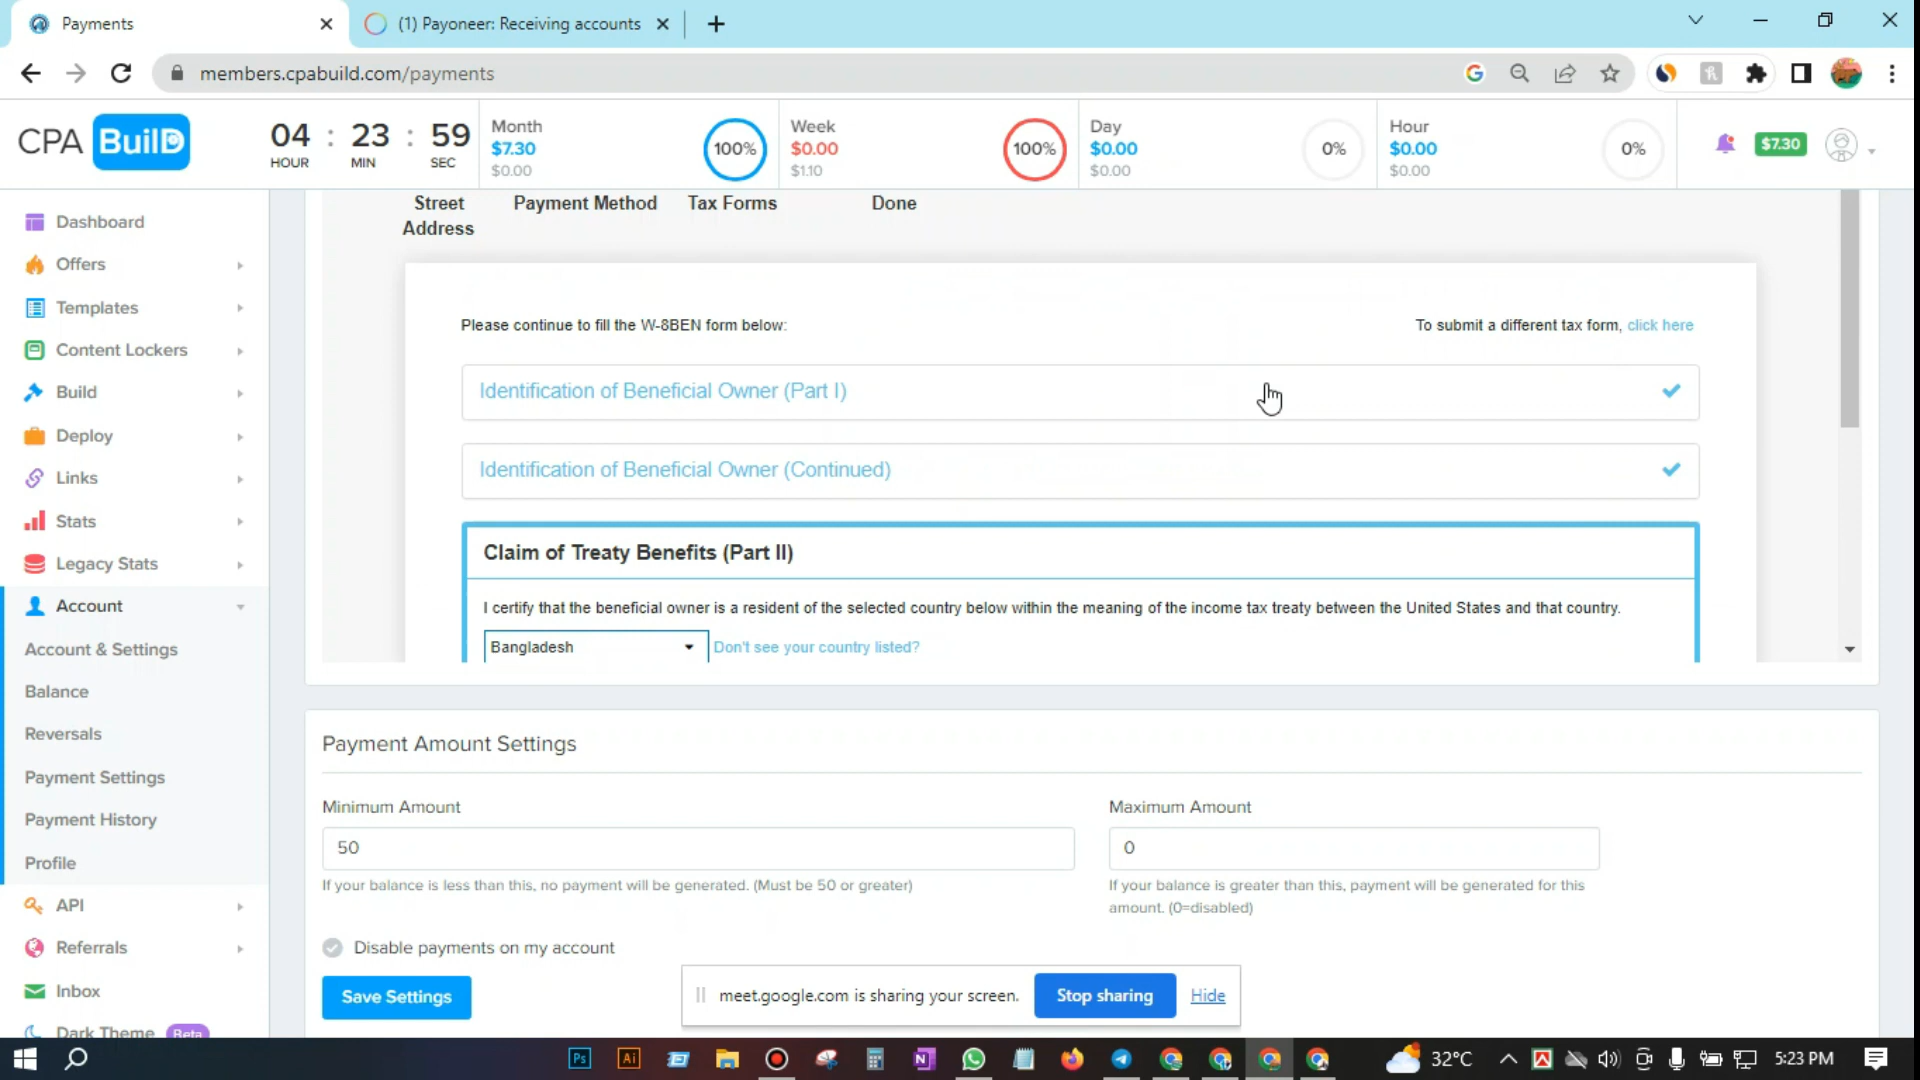 Payments
(1) Payoneer: Receiving accounts
members.cpabuild.com/payments
CPA BuilD
04 : 23 : 59
HOUR MIN SEC
Month
$7.30
$0.00
100%
Week
$0.00
$1.10
100%
Day
$0.00
$0.00
0%
Hour
$0.00
$0.00
0%
$7.30
Dashboard
Offers
Templates
Content Lockers
Build
Deploy
Links
Stats
Legacy Stats
Account
Account & Settings
Balance
Reversals
Payment Settings
Payment History
Profile
API
Referrals
Inbox
Dark Theme Beta
Street Address
Payment Method
Tax Forms
Done
Please continue to fill the W-8BEN form below:
To submit a different tax form, click here
Identification of Beneficial Owner (Part I)
Identification of Beneficial Owner (Continued)
Claim of Treaty Benefits (Part II)
I certify that the beneficial owner is a resident of the selected country below within the meaning of the income tax treaty between the United States and that country.
Bangladesh
Don't see your country listed?
Payment Amount Settings
Minimum Amount
50
If your balance is less than this, no payment will be generated. (Must be 50 or greater)
Maximum Amount
0
If your balance is greater than this, payment will be generated for this
amount. (0=disabled)
Disable payments on my account
Save Settings
meet.google.com is sharing your screen.
Stop sharing
Hide
Ps
Ai
32°C
5:23 PM